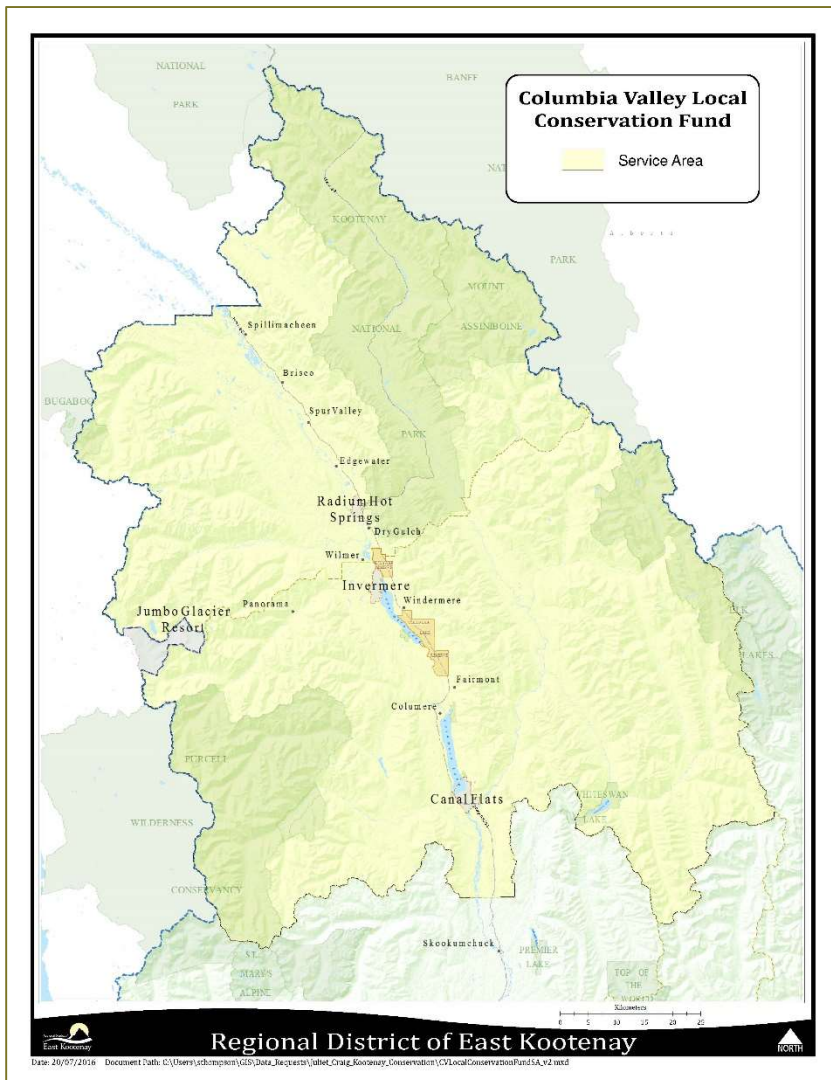 Columbia Valley Local
Conservation Fund
Service Area
NATIONAL
PARK
BANFF
PARK
KOOTENAY
MOUNT
ASSINIBOINE
NATIONAL
PARK
Spillimacheen
Brisco
BUGABOO
Spur Valley
Edgewater
Radium Hot
Springs
Dry Gulch
Wilmer
Invermere
Panorama
Windermere
Jumbo Glacier
Resort
ELK
LAKES
Fairmont
Columere
PURCELL
Canal Flats
WHITESWAN
LAKE
WILDERNESS
CONSERVANCY
Skookumchuck
PREMIER
LAKE
ST.
MARY'S
ALPINE
TOP OF
THE
WORLD
Kilometers
0 5 10 15 20 25
East Kootenay
Regional District of East Kootenay
NORTH
Date: 20/07/2016 Document Path: C:\Users\schompson\GIS\Data_Requests\Juliet_Craig_Kootenay_Conservation\CVLocalConservationFundSA_v2.mxd